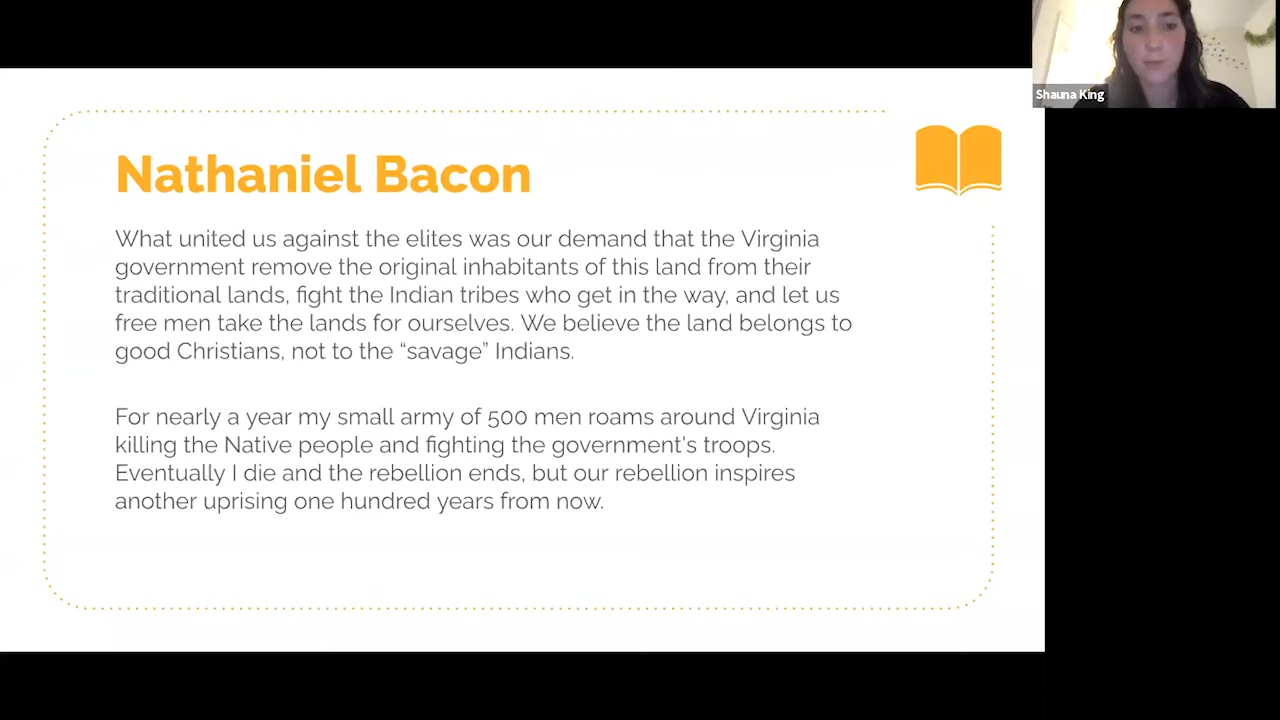 Shauna King
Nathaniel Bacon
What united us against the elites was our demand that the Virginia
government remove the original inhabitants of this land from their
traditional lands, fight the Indian tribes who get in the way, and let us
free men take the lands for ourselves. We believe the land belongs to
good Christians, not to the “savage” Indians.
For nearly a year my small army of 500 men roams around Virginia
killing the Native people and fighting the government's troops.
Eventually I die and the rebellion ends, but our rebellion inspires
another uprising one hundred years from now.